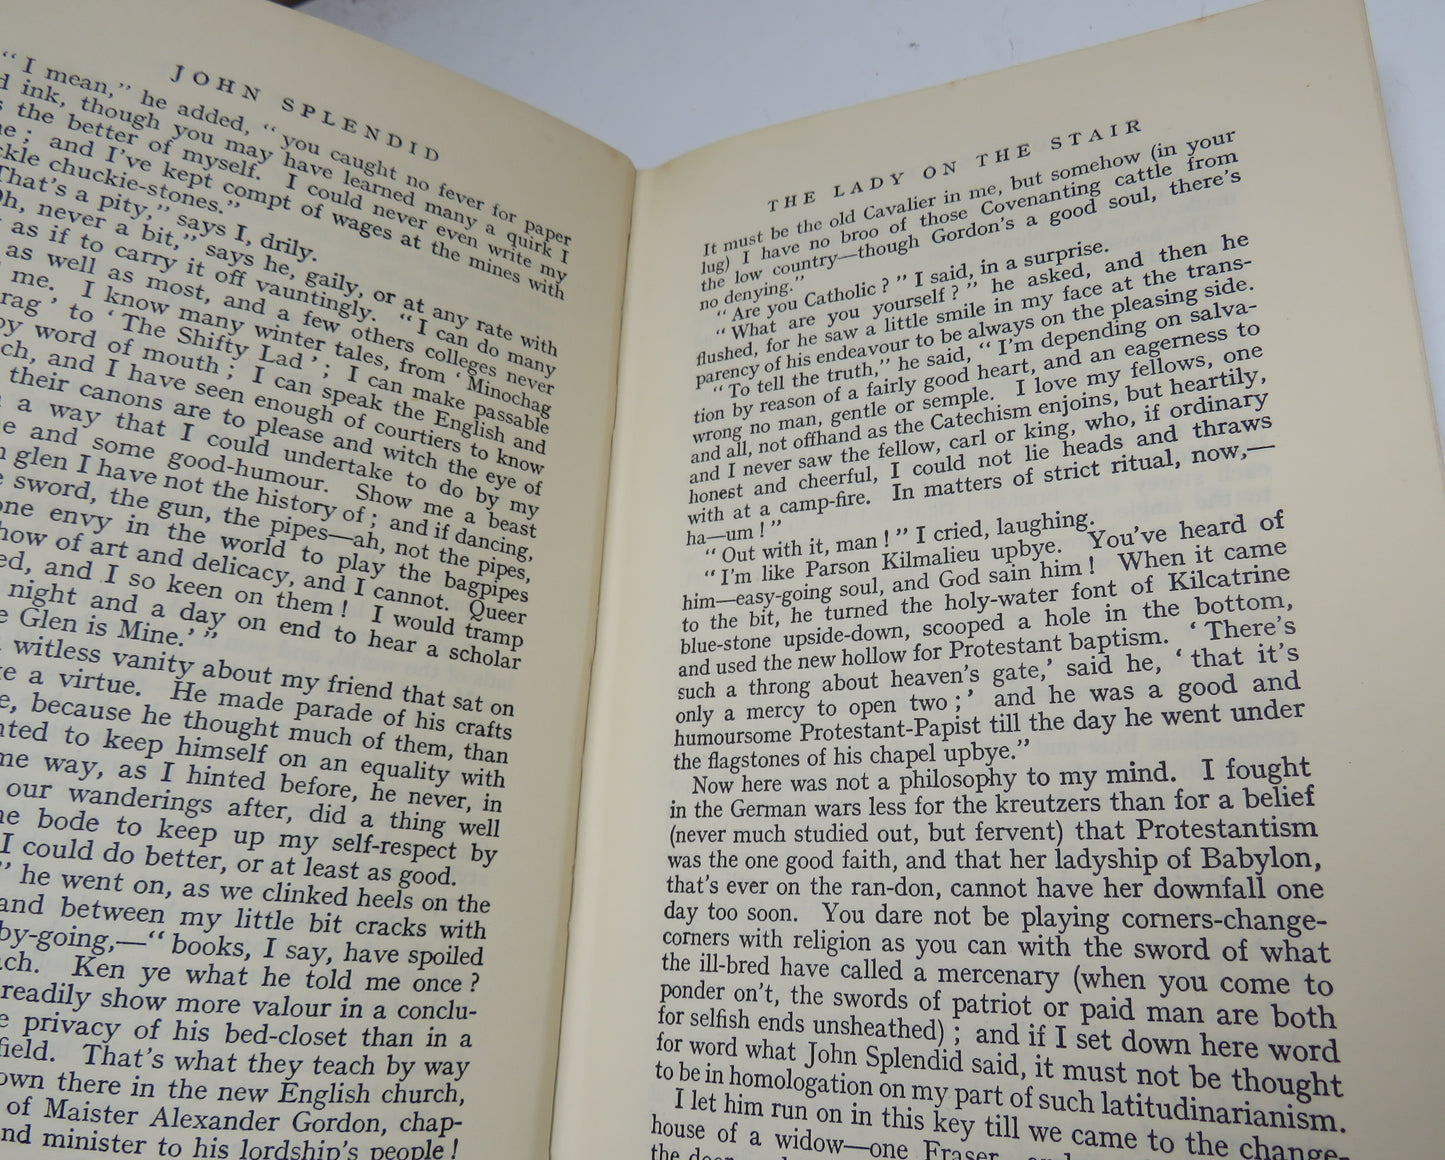 JOHN SPLENDID
"I mean," he added, "you caught no fever for paper
ink, though you may have learned many a quirk I
the better of myself. I could never even write my
; and I've kept compt of wages at the mines with
chuckie-stones."
That's a pity," says I, drily.
Oh, never a bit," says he, gaily, or at any rate with
as if to carry it off vauntingly. "I can do many
as well as most, and a few others colleges never
me. I know many winter tales, from 'Minochag
rag' to 'The Shifty Lad'; I can make passable
by word of mouth; I can speak the English and
and I have seen enough of courtiers to know
their canons are to please and witch the eye of
a way that I could undertake to do by my
and some good-humour. Show me a beast
glen I have not the history of; and if dancing,
sword, the gun, the pipes—ah, not the pipes,
one envy in the world to play the bagpipes
show of art and delicacy, and I cannot. Queer
and I so keen on them! I would tramp
night and a day on end to hear a scholar
Glen is Mine.'"
witless vanity about my friend that sat on
a virtue. He made parade of his crafts
because he thought much of them, than
to keep himself on an equality with
way, as I hinted before, he never, in
our wanderings after, did a thing well
bode to keep up my self-respect by
I could do better, or at least as good.
" he went on, as we clinked heels on the
and between my little bit cracks with
by-going,—"books, I say, have spoiled
Ken ye what he told me once?
readily show more valour in a conclu-
privacy of his bed-closet than in a
field. That's what they teach by way
down there in the new English church,
of Maister Alexander Gordon, chap-
and minister to his lordship's people!
THE LADY ON THE STAIR
It must be the old Cavalier in me, but somehow (in your
lug) I have no broo of those Covenanting cattle from
the low country—though Gordon's a good soul, there's
no denying."
"Are you Catholic?" I said, in a surprise.
"What are you yourself?" he asked, and then he
flushed, for he saw a little smile in my face at the trans-
parency of his endeavour to be always on the pleasing side.
"To tell the truth," he said, "I'm depending on salva-
tion by reason of a fairly good heart, and an eagerness to
wrong no man, gentle or semple. I love my fellows, one
and all, not offhand as the Catechism enjoins, but heartily,
and I never saw the fellow, carl or king, who, if ordinary
honest and cheerful, I could not lie heads and thraws
with at a camp-fire. In matters of strict ritual, now,—
ha—um!"
"Out with it, man!" I cried, laughing.
"I'm like Parson Kilmalieu upbye. You've heard of
him—easy-going soul, and God sain him! When it came
to the bit, he turned the holy-water font of Kilcatrine
blue-stone upside-down, scooped a hole in the bottom,
and used the new hollow for Protestant baptism. 'There's
such a throng about heaven's gate,' said he, 'that it's
only a mercy to open two;' and he was a good and
humoursome Protestant-Papist till the day he went under
the flagstones of his chapel upbye."
Now here was not a philosophy to my mind. I fought
in the German wars less for the kreutzers than for a belief
(never much studied out, but fervent) that Protestantism
was the one good faith, and that her ladyship of Babylon,
that's ever on the ran-don, cannot have her downfall one
day too soon. You dare not be playing corners-change-
corners with religion as you can with the sword of what
the ill-bred have called a mercenary (when you come to
ponder on't, the swords of patriot or paid man are both
for selfish ends unsheathed); and if I set down here word
for word what John Splendid said, it must not be thought
to be in homologation on my part of such latitudinarianism.
I let him run on in this key till we came to the change-
house of a widow—one Fraser
the